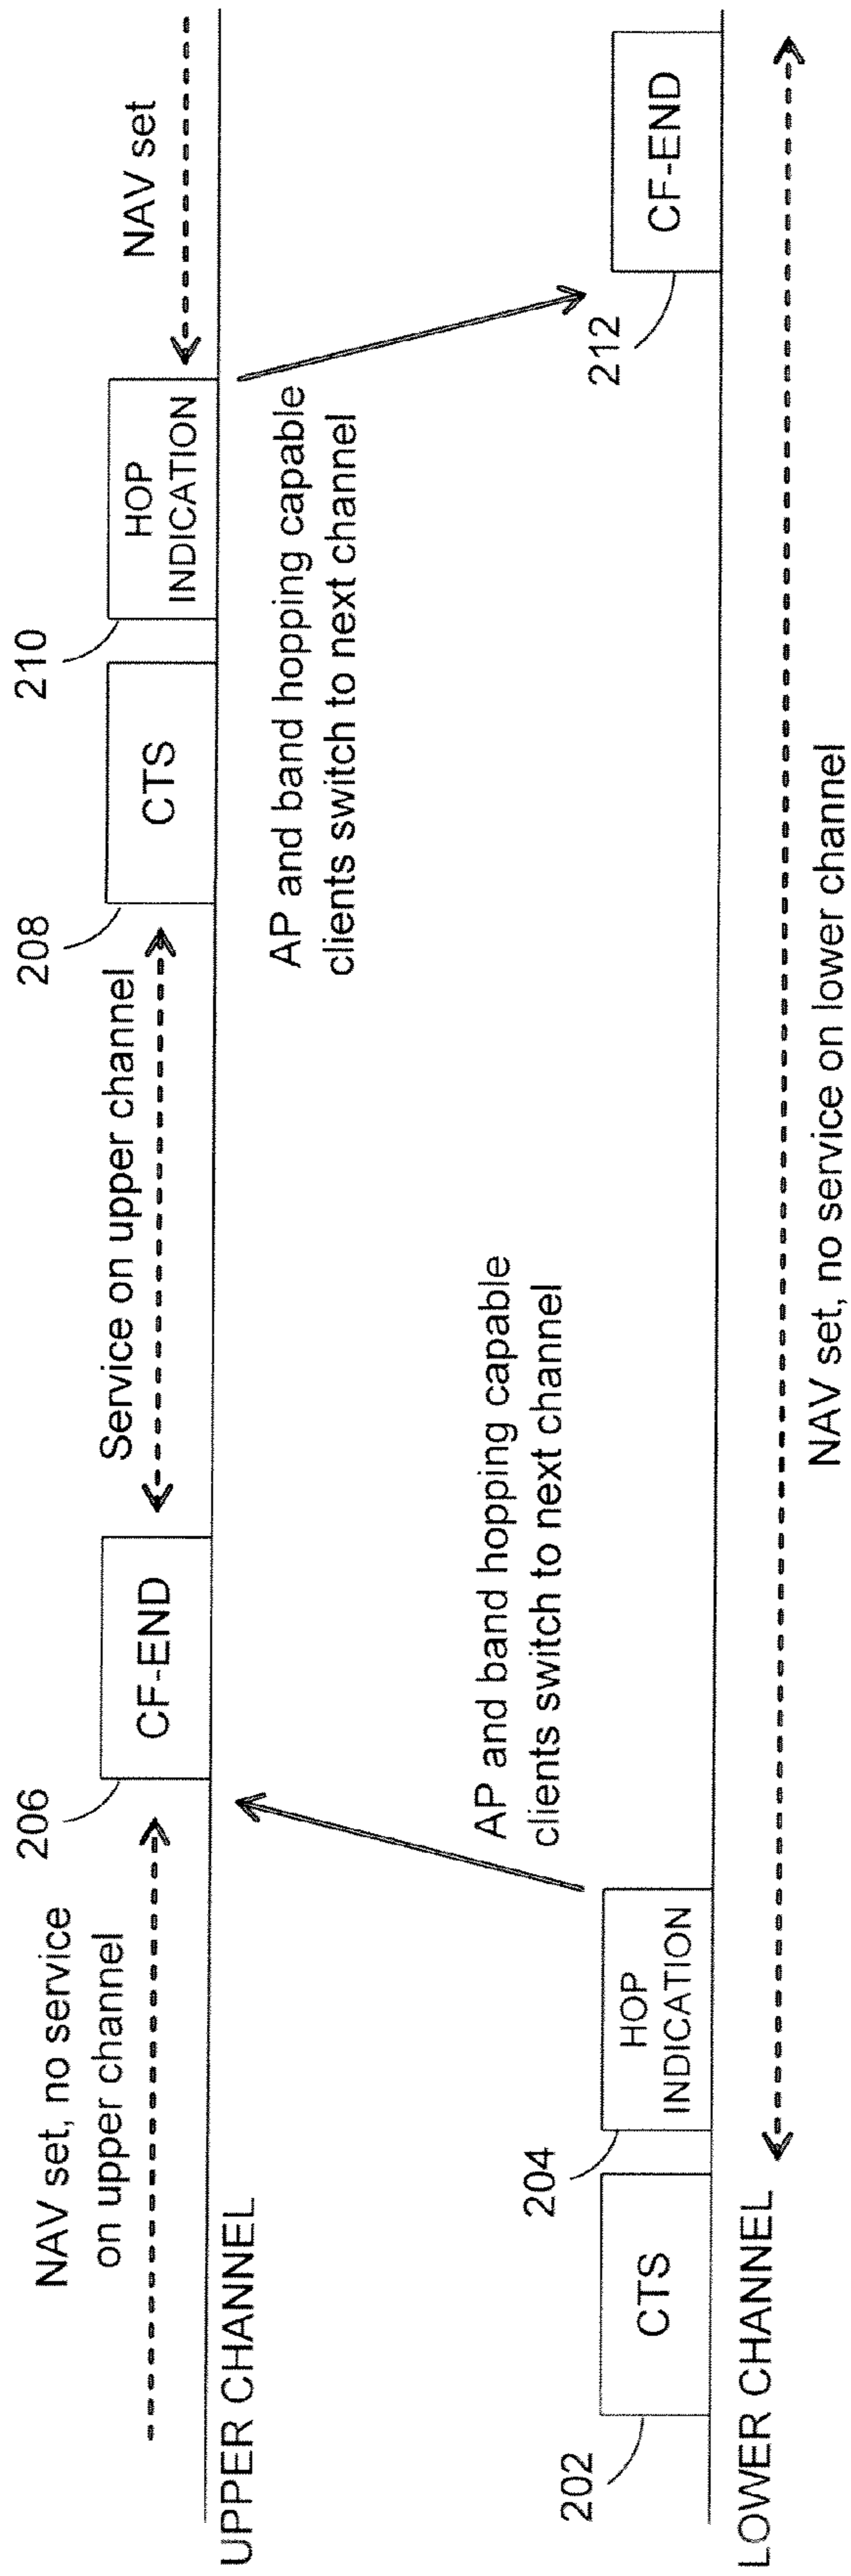 NAV set, no service
on upper channel
206
CF-END
Service on upper channel
208
CTS
210
HOP
INDICATION
NAV set
UPPER CHANNEL
AP and band hopping capable
clients switch to next channel
AP and band hopping capable
clients switch to next channel
202
CTS
204
HOP
INDICATION
212
CF-END
LOWER CHANNEL
NAV set, no service on lower channel